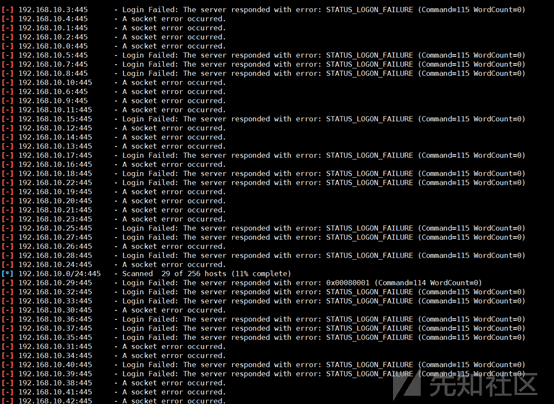 [-] 192.168.10.3:445 - Login Failed: The server responded with error: STATUS_LOGON_FAILURE (Command=115 WordCount=0)
[-] 192.168.10.4:445 - A socket error occurred.
[-] 192.168.10.1:445 - A socket error occurred.
[-] 192.168.10.2:445 - A socket error occurred.
[-] 192.168.10.0:445 - A socket error occurred.
[-] 192.168.10.5:445 - Login Failed: The server responded with error: STATUS_LOGON_FAILURE (Command=115 WordCount=0)
[-] 192.168.10.7:445 - Login Failed: The server responded with error: STATUS_LOGON_FAILURE (Command=115 WordCount=0)
[-] 192.168.10.8:445 - Login Failed: The server responded with error: STATUS_LOGON_FAILURE (Command=115 WordCount=0)
[-] 192.168.10.10:445 - A socket error occurred.
[-] 192.168.10.6:445 - A socket error occurred.
[-] 192.168.10.9:445 - A socket error occurred.
[-] 192.168.10.11:445 - A socket error occurred.
[-] 192.168.10.15:445 - Login Failed: The server responded with error: STATUS_LOGON_FAILURE (Command=115 WordCount=0)
[-] 192.168.10.12:445 - A socket error occurred.
[-] 192.168.10.14:445 - A socket error occurred.
[-] 192.168.10.13:445 - A socket error occurred.
[-] 192.168.10.17:445 - Login Failed: The server responded with error: STATUS_LOGON_FAILURE (Command=115 WordCount=0)
[-] 192.168.10.16:445 - A socket error occurred.
[-] 192.168.10.18:445 - Login Failed: The server responded with error: STATUS_LOGON_FAILURE (Command=115 WordCount=0)
[-] 192.168.10.22:445 - Login Failed: The server responded with error: STATUS_LOGON_FAILURE (Command=115 WordCount=0)
[-] 192.168.10.19:445 - A socket error occurred.
[-] 192.168.10.20:445 - A socket error occurred.
[-] 192.168.10.21:445 - A socket error occurred.
[-] 192.168.10.23:445 - A socket error occurred.
[-] 192.168.10.25:445 - Login Failed: The server responded with error: STATUS_LOGON_FAILURE (Command=115 WordCount=0)
[-] 192.168.10.27:445 - Login Failed: The server responded with error: STATUS_LOGON_FAILURE (Command=115 WordCount=0)
[-] 192.168.10.26:445 - A socket error occurred.
[-] 192.168.10.28:445 - Login Failed: The server responded with error: STATUS_LOGON_FAILURE (Command=115 WordCount=0)
[-] 192.168.10.24:445 - A socket error occurred.
[*] 192.168.10.0/24:445 - Scanned 29 of 256 hosts (11% complete)
[-] 192.168.10.29:445 - Login Failed: The server responded with error: 0x00080001 (Command=114 WordCount=0)
[-] 192.168.10.32:445 - Login Failed: The server responded with error: STATUS_LOGON_FAILURE (Command=115 WordCount=0)
[-] 192.168.10.33:445 - Login Failed: The server responded with error: STATUS_LOGON_FAILURE (Command=115 WordCount=0)
[-] 192.168.10.30:445 - A socket error occurred.
[-] 192.168.10.36:445 - Login Failed: The server responded with error: STATUS_LOGON_FAILURE (Command=115 WordCount=0)
[-] 192.168.10.37:445 - Login Failed: The server responded with error: STATUS_LOGON_FAILURE (Command=115 WordCount=0)
[-] 192.168.10.35:445 - Login Failed: The server responded with error: STATUS_LOGON_FAILURE (Command=115 WordCount=0)
[-] 192.168.10.31:445 - A socket error occurred.
[-] 192.168.10.34:445 - A socket error occurred.
[-] 192.168.10.40:445 - Login Failed: The server responded with error: STATUS_LOGON_FAILURE (Command=115 WordCount=0)
[-] 192.168.10.39:445 - Login Failed: The server responded with error: STATUS_LOGON_FAILURE (Command=115 WordCount=0)
[-] 192.168.10.38:445 - A socket error occurred.
[-] 192.168.10.41:445 - A socket error occurred.
[-] 192.168.10.42:445 - A socket error occurred.
先知社区